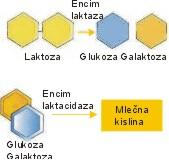 Encim
laktaza
Laktoza
Glukoza Galaktoza
Encim
laktacidaza
Mlečna
kislina
Glukoza
Galaktoza